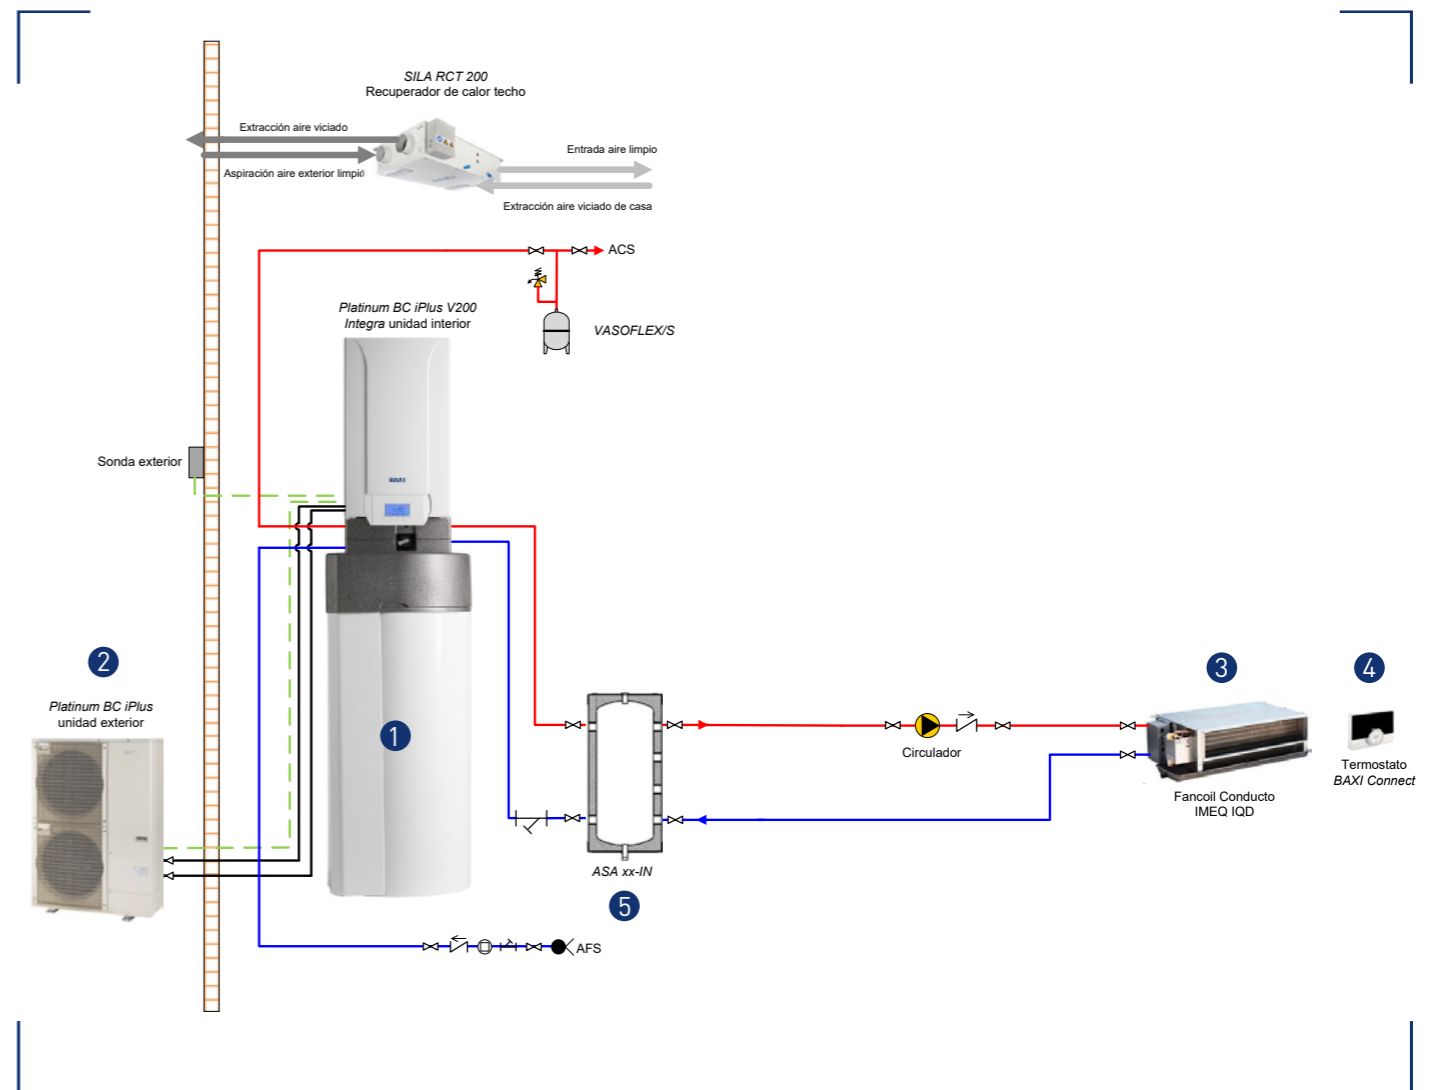 SILA RCT 200
Recuperador de calor techo
Extracción aire viciado
Entrada aire limpio
Aspiración aire exterior limpio
Extracción aire viciado de casa
ACS
Platinum BC iPlus V200
Integra unidad interior
VASOFLEX/S
BAXI
Sonda exterior
2
Platinum BC iPlus
unidad exterior
1
Circulador
3
4
Fancoil Conducto
IMEQ IQD
Termostato
BAXI Connect
ASA xx-IN
5
AFS